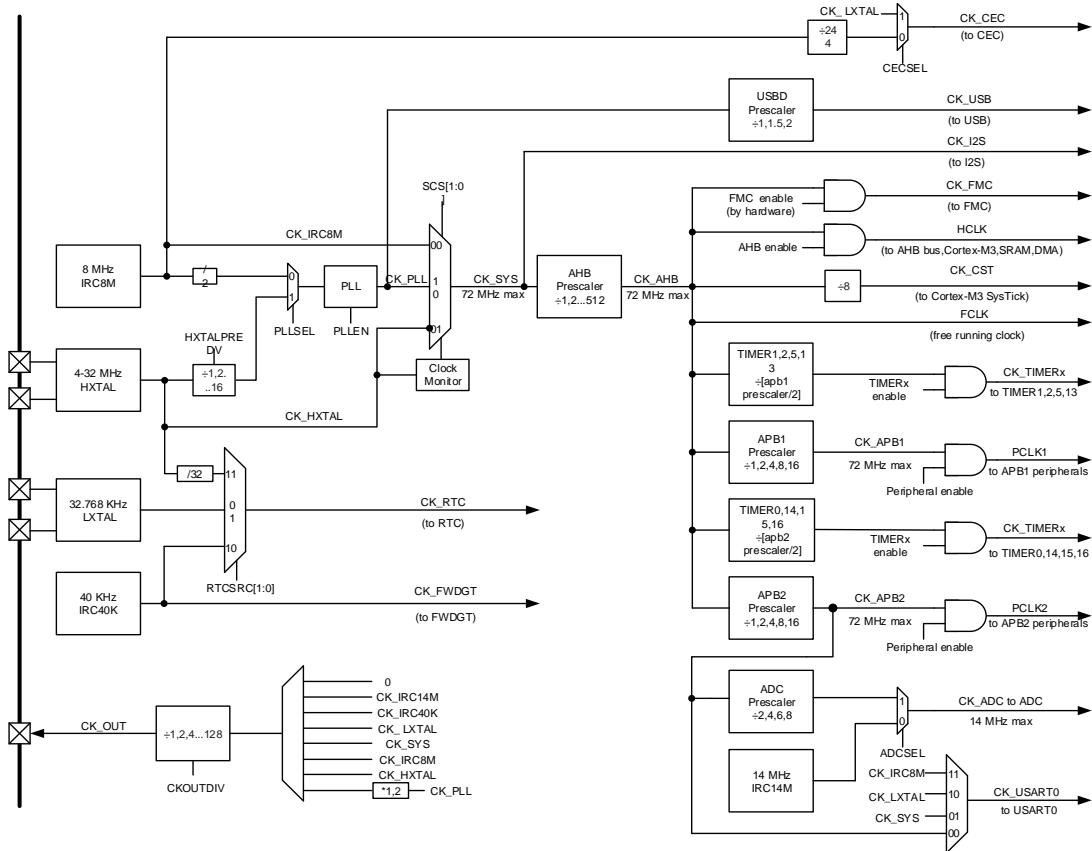 CK_ LXTAL
1
0
CK_CEC
(to CEC)
÷24
4
CECSEL
USBD
Prescaler
÷1,1.5,2
CK_USB
(to USB)
CK_I2S
(to I2S)
SCS[1:0
]
FMC enable
(by hardware)
CK_FMC
(to FMC)
CK_IRC8M
00
HCLK
AHB enable
(to AHB bus,Cortex-M3,SRAM,DMA)
8 MHz
IRC8M
/
2
0
1
PLLSEL
PLL
PLLEN
CK_PLL
1
0
CK_SYS
72 MHz max
AHB
Prescaler
÷1,2...512
CK_AHB
72 MHz max
CK_CST
÷8
(to Cortex-M3 SysTick)
FCLK
(free running clock)
01
Clock
Monitor
HXTALPRE
DV
÷1,2.
..16
4-32 MHz
HXTAL
CK_HXTAL
TIMER1,2,5,1
3
÷[apb1
prescaler/2]
TIMERx
enable
CK_TIMERx
to TIMER1,2,5,13
APB1
Prescaler
÷1,2,4,8,16
CK_APB1
72 MHz max
Peripheral enable
PCLK1
to APB1 peripherals
/32
11
0
1
10
32.768 KHz
LXTAL
CK_RTC
(to RTC)
RTCSRC[1:0]
TIMER0,14,1
5,16
÷[apb2
prescaler/2]
TIMERx
enable
CK_TIMERx
to TIMER0,14,15,16
40 KHz
IRC40K
CK_FWDGT
(to FWDGT)
APB2
Prescaler
÷1,2,4,8,16
CK_APB2
72 MHz max
Peripheral enable
PCLK2
to APB2 peripherals
0
CK_IRC14M
CK_IRC40K
CK_ LXTAL
CK_SYS
CK_IRC8M
CK_HXTAL
*1,2
CK_PLL
CK_OUT
÷1,2,4...128
CKOUTDIV
ADC
Prescaler
÷2,4,6,8
1
0
ADCSEL
CK_ADC to ADC
14 MHz max
14 MHz
IRC14M
CK_IRC8M
11
CK_LXTAL
10
CK_SYS
01
00
CK_USART0
to USART0